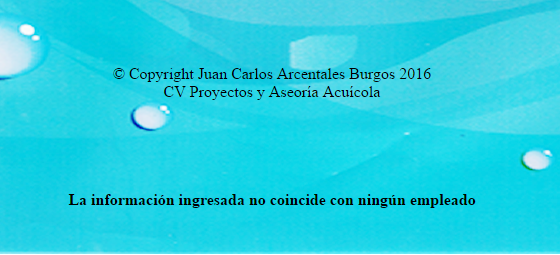 © Copyright Juan Carlos Arcentales Burgos 2016
CV Proyectos y Aseoría Acuícola
La información ingresada no coincide con ningún empleado